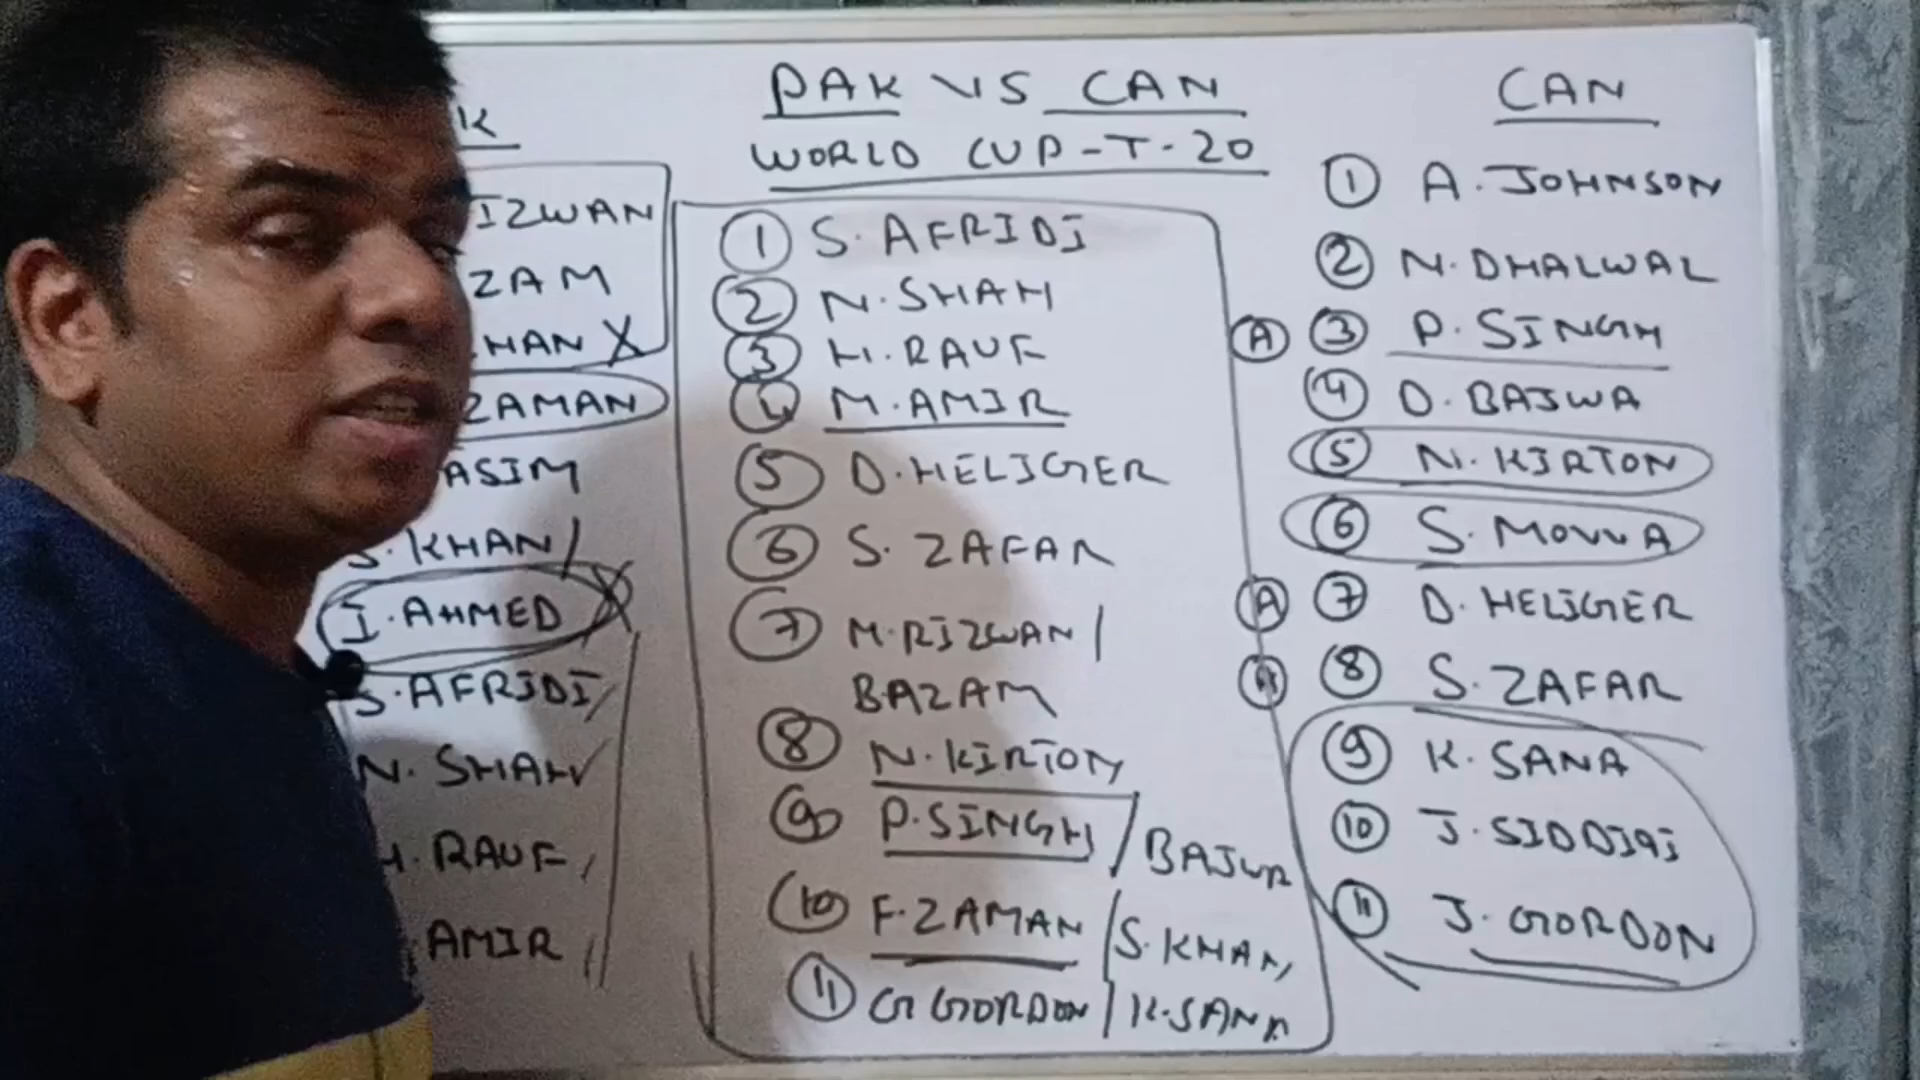 K
IZWAN
ZAM
HAN X
ZAMAN
ASIM
S. KHAN/
I. AHMED X
S. AFRIDI/
N. SHAH/
H. RAUF/
AMIR //
PAK VS CAN
WORLD CUP-T-20
1 S. AFRIDI
2 N. SHAH
3 H. RAUF
4 M. AMIR
5 D. HELIGER
6 S. ZAFAR
7 M. RIZWAN/
BAZAM
8 N. KIRTON
9 P. SINGH / BAJWA
10 F. ZAMAN / S. KHAN,
11 G GORDON / K. SANA
CAN
1 A. JOHNSON
2 N. DHALWAL
A 3 P. SINGH
4 D. BAJWA
5 N. KIRTON
6 S. MOVVA
A 7 D. HELIGER
A 8 S. ZAFAR
9 K. SANA
10 J. SIDDIQI
11 J. GORDON